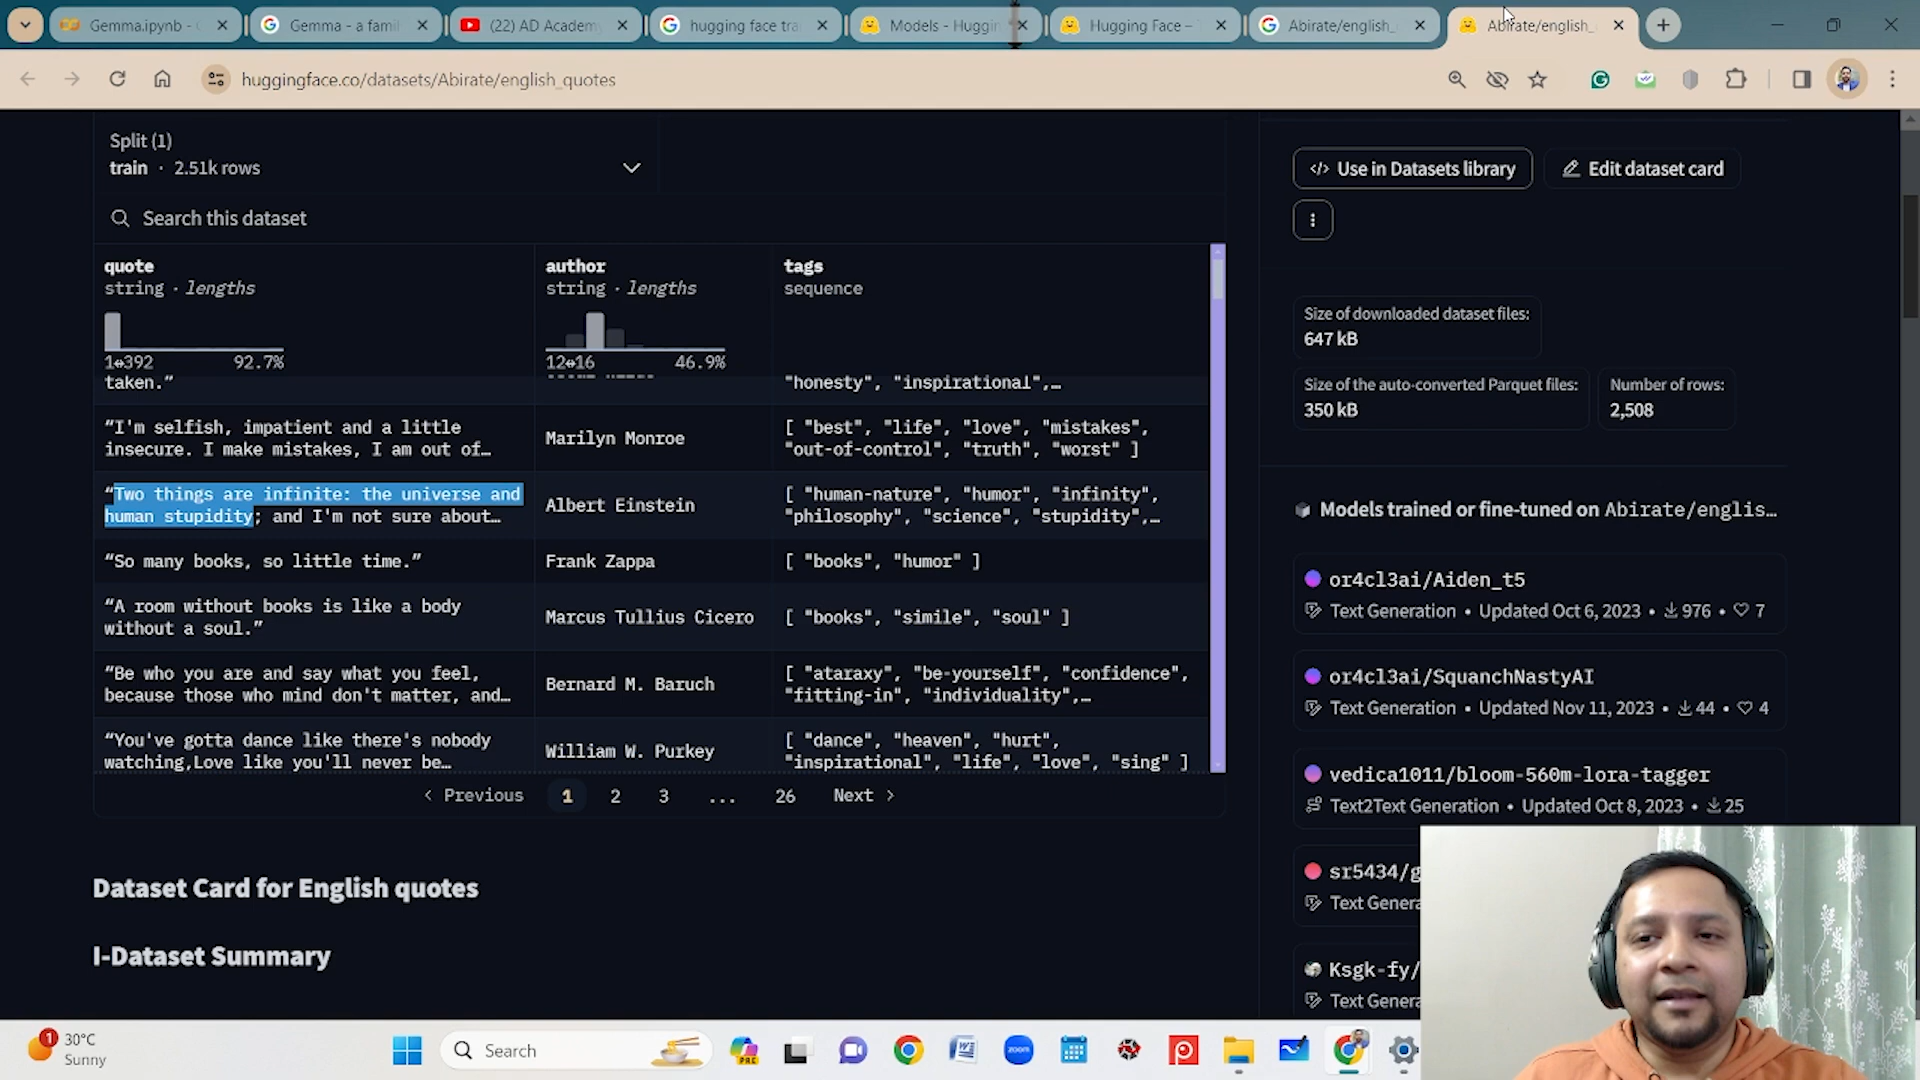 Gemma.ipynb -
Gemma - a famil
(22) AD Academy
hugging face tra
Models - Huggin
Hugging Face –
Abirate/english_
Abirate/english_
huggingface.co/datasets/Abirate/english_quotes
Split (1)
train · 2.51k rows
Search this dataset
quote
string · lengths
1↔392 92.7%
author
string · lengths
12↔16 46.9%
tags
sequence
taken.”
"honesty", "inspirational",…
“I'm selfish, impatient and a little
insecure. I make mistakes, I am out of…
Marilyn Monroe
[ "best", "life", "love", "mistakes",
"out-of-control", "truth", "worst" ]
“Two things are infinite: the universe and
human stupidity; and I'm not sure about…
Albert Einstein
[ "human-nature", "humor", "infinity",
"philosophy", "science", "stupidity",…
“So many books, so little time.”
Frank Zappa
[ "books", "humor" ]
“A room without books is like a body
without a soul.”
Marcus Tullius Cicero
[ "books", "simile", "soul" ]
“Be who you are and say what you feel,
because those who mind don't matter, and…
Bernard M. Baruch
[ "ataraxy", "be-yourself", "confidence",
"fitting-in", "individuality",…
“You've gotta dance like there's nobody
watching,Love like you'll never be…
William W. Purkey
[ "dance", "heaven", "hurt",
"inspirational", "life", "love", "sing" ]
Previous 1 2 3 ... 26 Next
Dataset Card for English quotes
I-Dataset Summary
Use in Datasets library
Edit dataset card
Size of downloaded dataset files:
647 kB
Size of the auto-converted Parquet files:
350 kB
Number of rows:
2,508
Models trained or fine-tuned on Abirate/englis…
or4cl3ai/Aiden_t5
Text Generation • Updated Oct 6, 2023 • 976 • 7
or4cl3ai/SquanchNastyAI
Text Generation • Updated Nov 11, 2023 • 44 • 4
vedica1011/bloom-560m-lora-tagger
Text2Text Generation • Updated Oct 8, 2023 • 25
sr5434/g
Text Genera
Ksgk-fy/
Text Genera
1
30°C
Sunny
Search
PRE
zoom